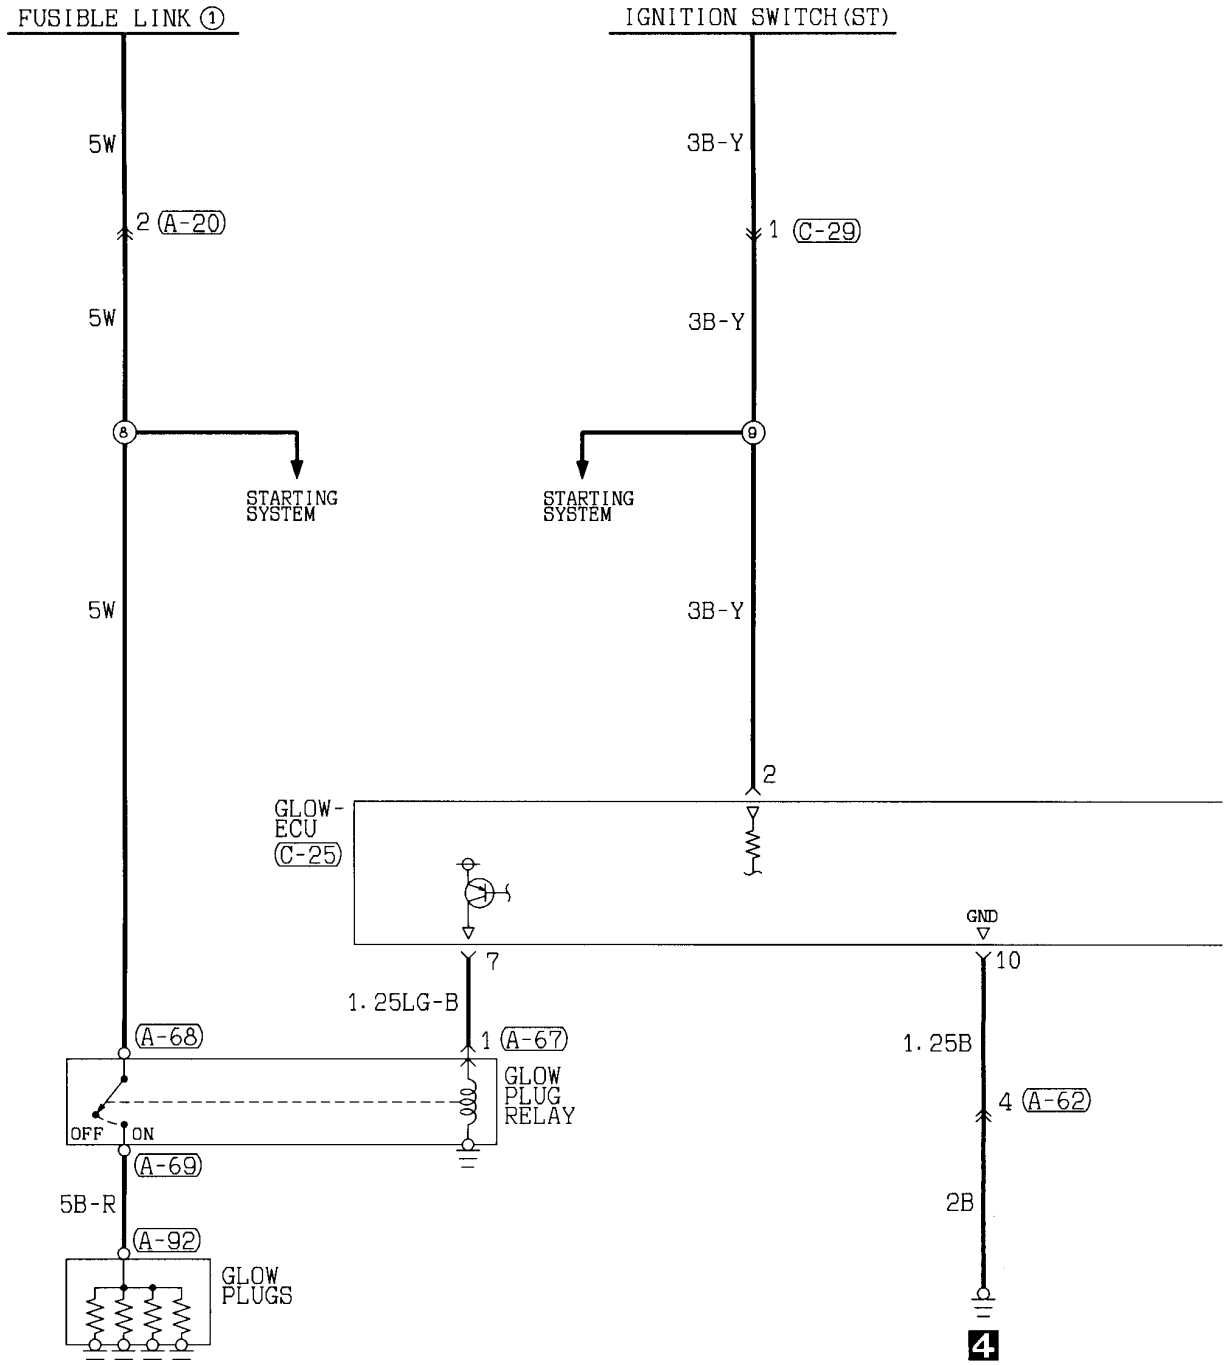 FUSIBLE LINK ①
IGNITION SWITCH(ST)
5W
3B-Y
2 A-20
1 C-29
5W
3B-Y
8
9
STARTING
SYSTEM
STARTING
SYSTEM
5W
3B-Y
2
GLOW-
ECU
C-25
GND
7
10
1.25LG-B
1.25B
A-68
1 A-67
GLOW
PLUG
RELAY
4 A-62
OFF
ON
A-69
5B-R
2B
A-92
GLOW
PLUGS
4